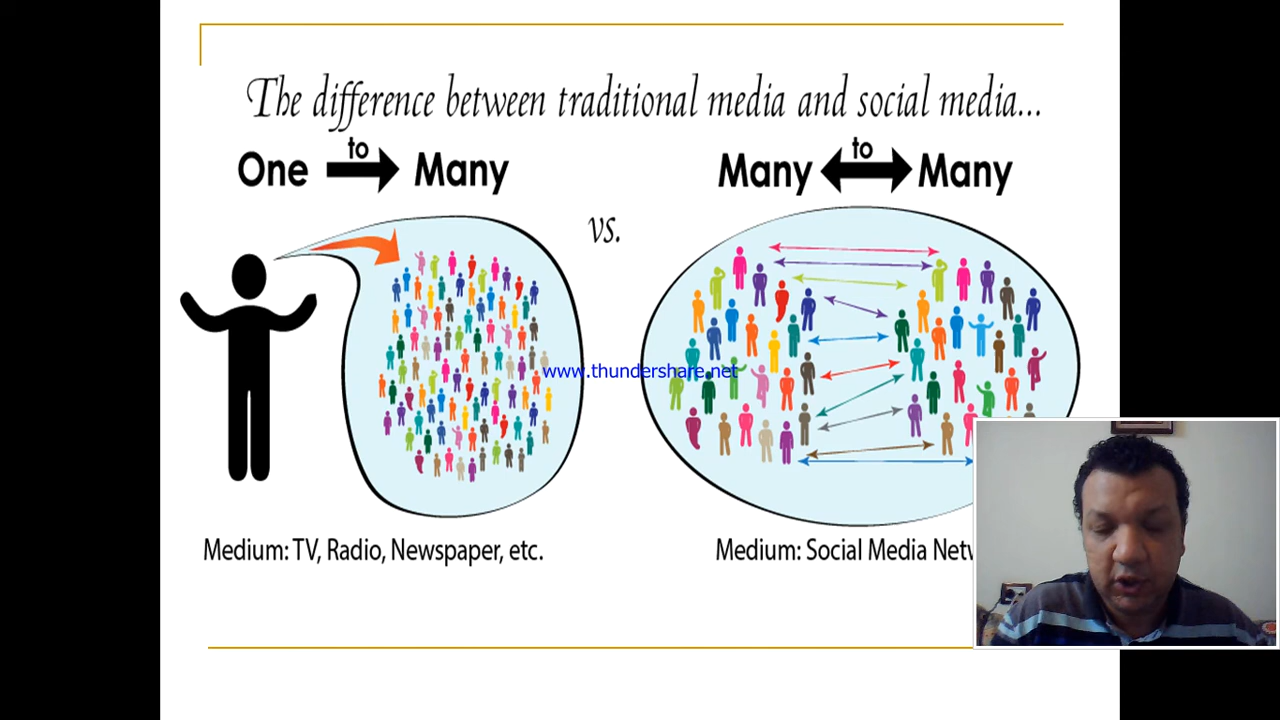 The difference between traditional media and social media...
One to Many
Many to Many
vs.
www.thundershare.net
Medium: TV, Radio, Newspaper, etc.
Medium: Social Media